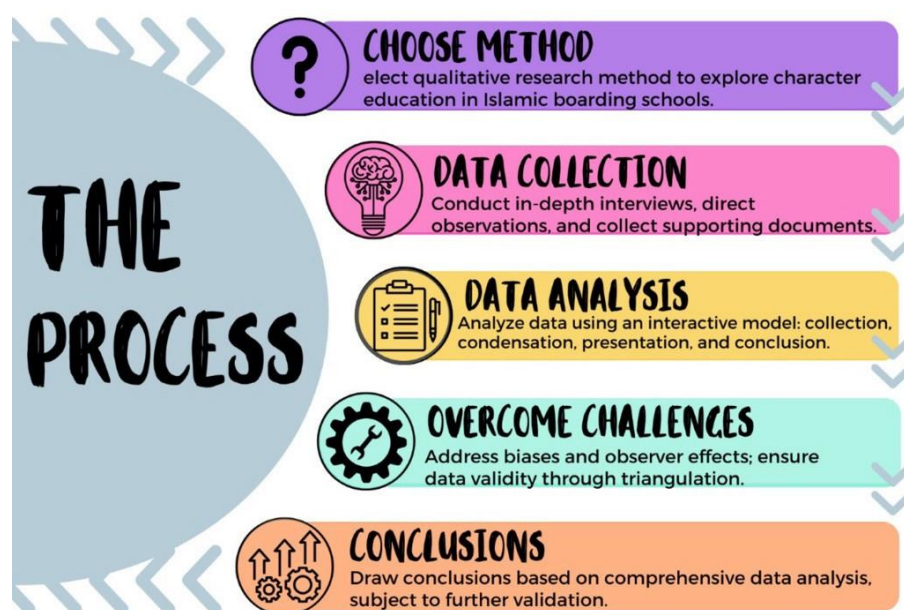 THE
PROCESS
CHOOSE METHOD
elect qualitative research method to explore character
education in Islamic boarding schools.
DATA COLLECTION
Conduct in-depth interviews, direct
observations, and collect supporting documents.
DATA ANALYSIS
Analyze data using an interactive model: collection,
condensation, presentation, and conclusion.
OVERCOME CHALLENGES
Address biases and observer effects; ensure
data validity through triangulation.
CONCLUSIONS
Draw conclusions based on comprehensive data analysis,
subject to further validation.